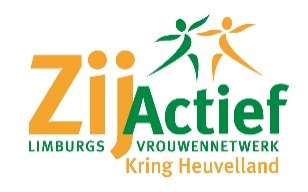 ZijActief
LIMBURGS VROUWENNETWERK
Kring Heuvelland